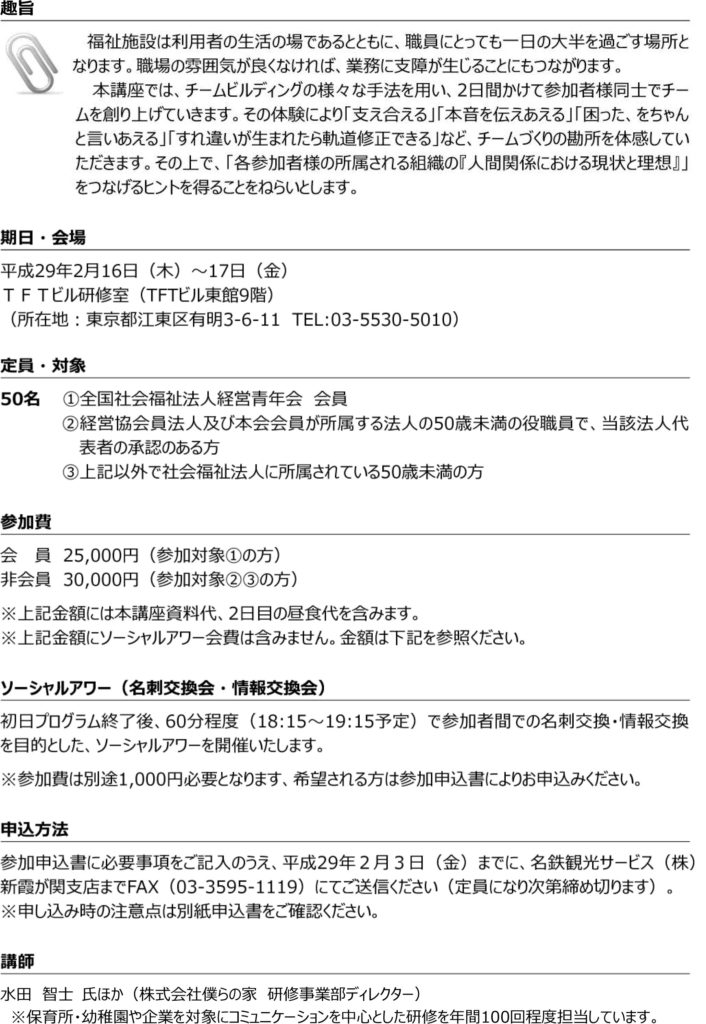 趣旨
福祉施設は利用者の生活の場であるとともに、職員にとっても一日の大半を過ごす場所と
なります。職場の雰囲気が良くなければ、業務に支障が生じることにもつながります。
本講座では、チームビルディングの様々な手法を用い、2日間かけて参加者様同士でチー
ムを創り上げていきます。その体験により「支え合える」「本音を伝えあえる」「困った、をちゃん
と言いあえる」「すれ違いが生まれたら軌道修正できる」など、チームづくりの勘所を体感してい
ただきます。その上で、「各参加者様の所属される組織の『人間関係における現状と理想』」
をつなげるヒントを得ることをねらいとします。
期日・会場
平成29年2月16日（木）～17日（金）
ＴＦＴビル研修室（TFTビル東館9階）
（所在地：東京都江東区有明3-6-11 TEL:03-5530-5010）
定員・対象
50名 ①全国社会福祉法人経営青年会 会員
②経営協会員法人及び本会会員が所属する法人の50歳未満の役職員で、当該法人代
表者の承認のある方
③上記以外で社会福祉法人に所属されている50歳未満の方
参加費
会　員 25,000円（参加対象①の方）
非会員 30,000円（参加対象②③の方）
※上記金額には本講座資料代、2日目の昼食代を含みます。
※上記金額にソーシャルアワー会費は含みません。金額は下記を参照ください。
ソーシャルアワー（名刺交換会・情報交換会）
初日プログラム終了後、60分程度（18:15～19:15予定）で参加者間での名刺交換・情報交換
を目的とした、ソーシャルアワーを開催いたします。
※参加費は別途1,000円必要となります、希望される方は参加申込書によりお申込みください。
申込方法
参加申込書に必要事項をご記入のうえ、平成29年２月３日（金）までに、名鉄観光サービス（株）
新霞が関支店までFAX（03-3595-1119）にてご送信ください（定員になり次第締め切ります）。
※申し込み時の注意点は別紙申込書をご確認ください。
講師
水田　智士 氏ほか（株式会社僕らの家　研修事業部ディレクター）
※保育所・幼稚園や企業を対象にコミュニケーションを中心とした研修を年間100回程度担当しています。